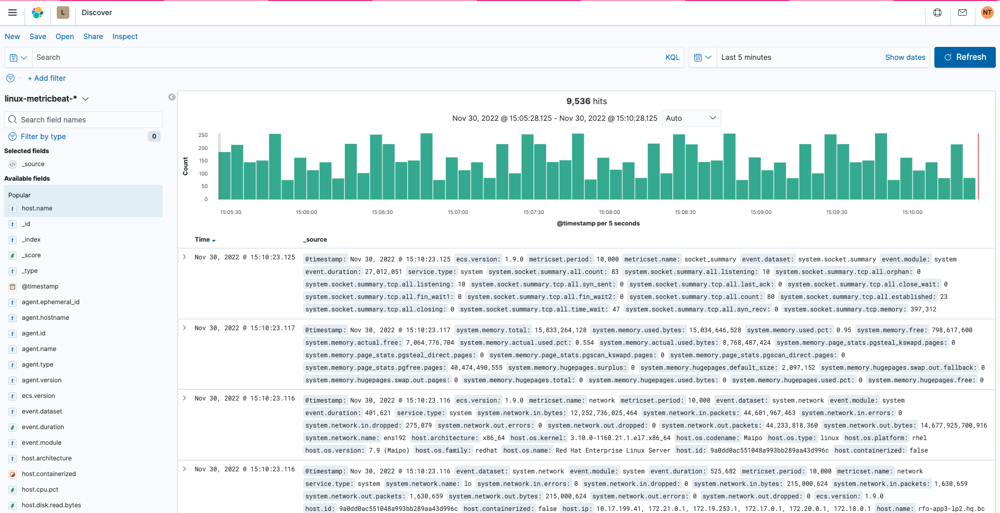 L Discover NT
New Save Open Share Inspect
Search KQL Last 5 minutes Show dates Refresh
+ Add filter
linux-metricbeat-*
Search field names
Filter by type 0
Selected fields
_source
Available fields
Popular
t host.name
t _id
t _index
# _score
t _type
@timestamp
t agent.ephemeral_id
t agent.hostname
t agent.id
t agent.name
t agent.type
t agent.version
t ecs.version
t event.dataset
# event.duration
t event.module
t host.architecture
host.containerized
# host.cpu.pct
# host.disk.read.bytes
9,536 hits
Nov 30, 2022 @ 15:05:28.125 - Nov 30, 2022 @ 15:10:28.125 Auto
Count
250
200
150
100
50
0
15:05:30 15:06:00 15:06:30 15:07:00 15:07:30 15:08:00 15:08:30 15:09:00 15:09:30 15:10:00
@timestamp per 5 seconds
Time _source
Nov 30, 2022 @ 15:10:23.125 @timestamp: Nov 30, 2022 @ 15:10:23.125 ecs.version: 1.9.0 metricset.period: 10,000 metricset.name: socket_summary event.dataset: system.socket.summary event.module: system
event.duration: 27,012,051 service.type: system system.socket.summary.all.count: 83 system.socket.summary.all.listening: 10 system.socket.summary.tcp.all.orphan: 0
system.socket.summary.tcp.all.listening: 10 system.socket.summary.tcp.all.syn_sent: 0 system.socket.summary.tcp.all.last_ack: 0 system.socket.summary.tcp.all.close_wait: 0
system.socket.summary.tcp.all.fin_wait1: 0 system.socket.summary.tcp.all.fin_wait2: 0 system.socket.summary.tcp.all.count: 80 system.socket.summary.tcp.all.established: 23
system.socket.summary.tcp.all.closing: 0 system.socket.summary.tcp.all.time_wait: 47 system.socket.summary.tcp.all.syn_recv: 0 system.socket.summary.tcp.memory: 397,312
Nov 30, 2022 @ 15:10:23.117 @timestamp: Nov 30, 2022 @ 15:10:23.117 system.memory.total: 15,833,264,128 system.memory.used.bytes: 15,034,646,528 system.memory.used.pct: 0.95 system.memory.free: 798,617,600
system.memory.actual.free: 7,064,776,704 system.memory.actual.used.pct: 0.554 system.memory.actual.used.bytes: 8,768,487,424 system.memory.page_stats.pgsteal_kswapd.pages: 0
system.memory.page_stats.pgsteal_direct.pages: 0 system.memory.page_stats.pgscan_kswapd.pages: 0 system.memory.page_stats.pgscan_direct.pages: 0
system.memory.page_stats.pgfree.pages: 40,474,490,555 system.memory.hugepages.surplus: 0 system.memory.hugepages.default_size: 2,097,152 system.memory.hugepages.swap.out.fallback: 0
system.memory.hugepages.swap.out.pages: 0 system.memory.hugepages.total: 0 system.memory.hugepages.used.bytes: 0 system.memory.hugepages.used.pct: 0 system.memory.hugepages.free: 0
Nov 30, 2022 @ 15:10:23.116 @timestamp: Nov 30, 2022 @ 15:10:23.116 ecs.version: 1.9.0 metricset.name: network metricset.period: 10,000 event.dataset: system.network event.module: system
event.duration: 401,621 service.type: system system.network.in.bytes: 12,252,736,025,464 system.network.in.packets: 44,601,967,463 system.network.in.errors: 0
system.network.in.dropped: 275,079 system.network.out.errors: 0 system.network.out.dropped: 0 system.network.out.packets: 44,233,818,360 system.network.out.bytes: 14,677,925,700,916
system.network.name: ens192 host.architecture: x86_64 host.os.kernel: 3.10.0-1160.21.1.el7.x86_64 host.os.codename: Maipo host.os.type: linux host.os.platform: rhel
host.os.version: 7.9 (Maipo) host.os.family: redhat host.os.name: Red Hat Enterprise Linux Server host.id: 9a0dd0ac551048a993bb289aa43d996c host.containerized: false
Nov 30, 2022 @ 15:10:23.116 @timestamp: Nov 30, 2022 @ 15:10:23.116 event.dataset: system.network event.module: system event.duration: 525,682 metricset.period: 10,000 metricset.name: network
service.type: system system.network.name: lo system.network.in.errors: 0 system.network.in.dropped: 0 system.network.in.bytes: 215,000,624 system.network.in.packets: 1,630,659
system.network.out.packets: 1,630,659 system.network.out.bytes: 215,000,624 system.network.out.errors: 0 system.network.out.dropped: 0 ecs.version: 1.9.0
host.id: 9a0dd0ac551048a993bb289aa43d996c host.containerized: false host.ip: 10.17.199.41, 172.21.0.1, 172.19.253.1, 172.17.0.1, 172.20.0.1, 172.18.0.1 host.name: rfo-app3-lp2.hq.bc